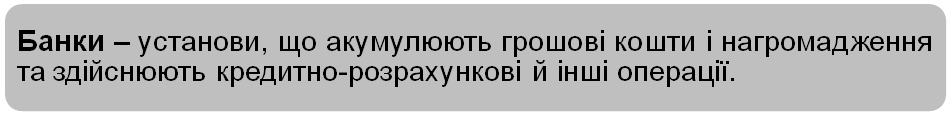 Банки – установи, що акумулюють грошові кошти і нагромадження
та здійснюють кредитно-розрахункові й інші операції.